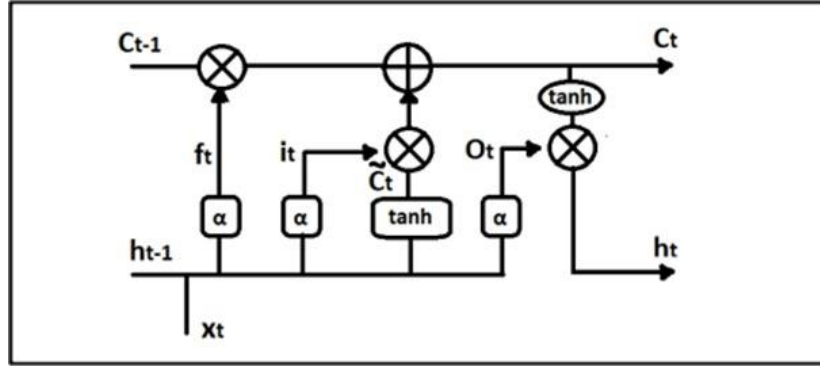 Ct-1 Ct
tanh
ft it Ot
C̃t
α α tanh α
ht-1 ht
xt